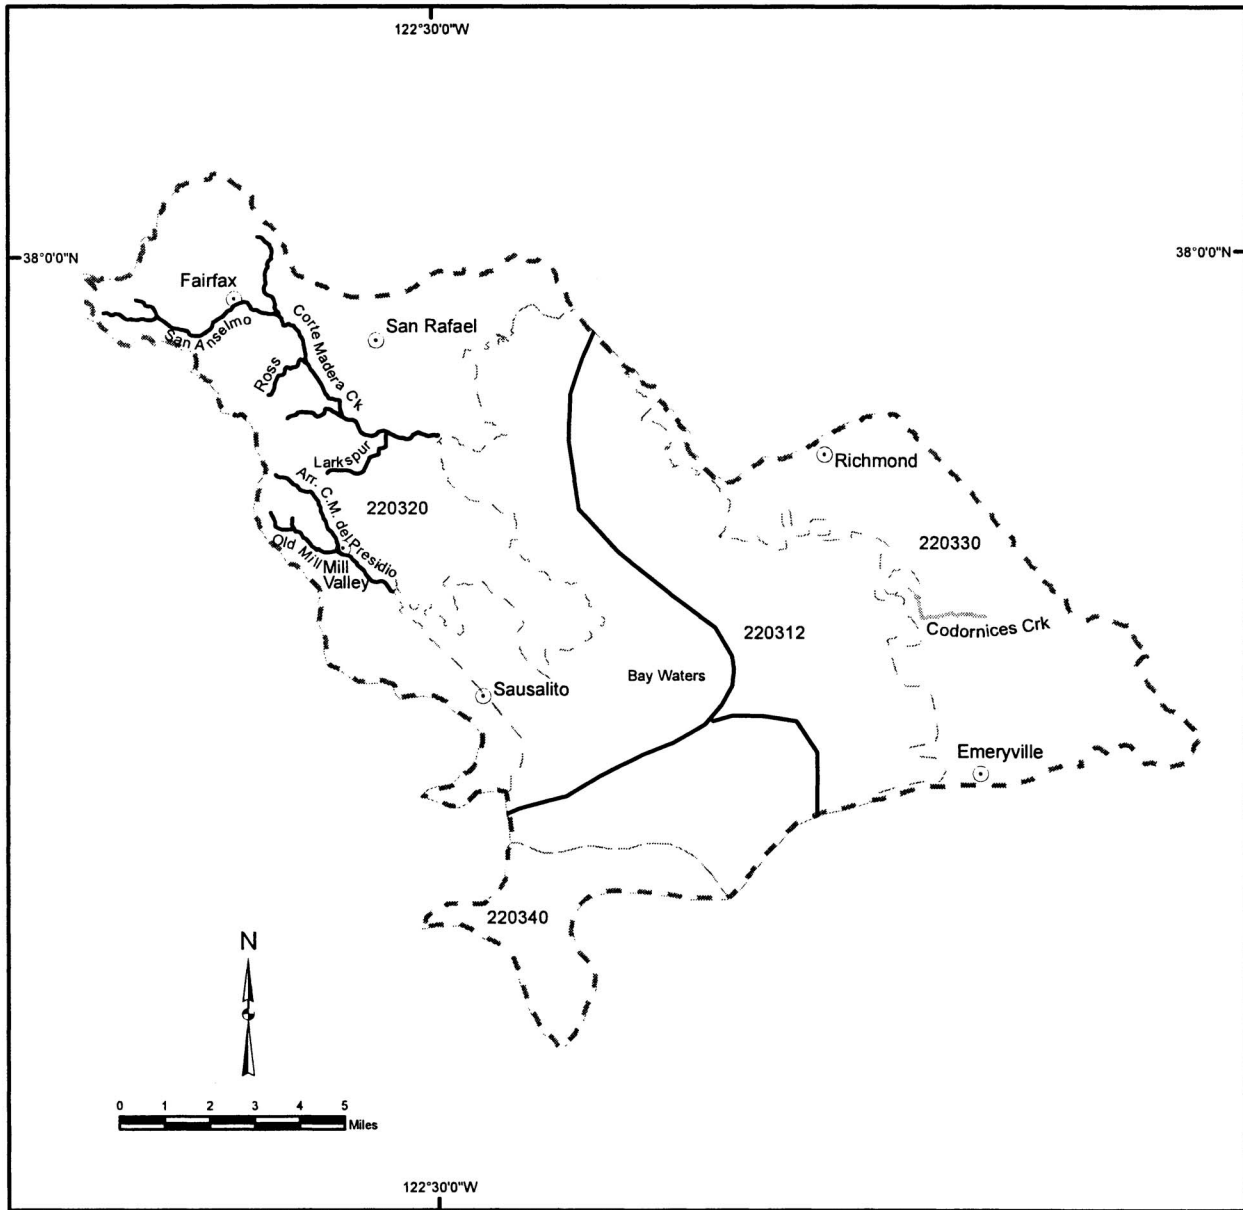 122°30'0"W
38°0'0"N
38°0'0"N
Fairfax
San Anselmo
Corte Madera Ck
San Rafael
Ross
Larkspur
Richmond
Arr. C.M. del Presidio
220320
Old Mill
Mill
Valley
220330
Codornices Crk
220312
Bay Waters
Sausalito
Emeryville
220340
N
0 1 2 3 4 5
Miles
122°30'0"W